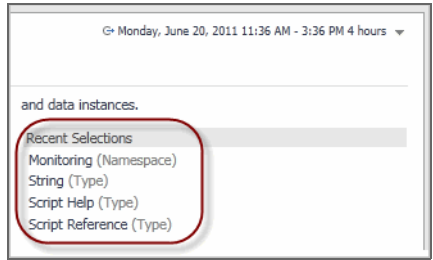 Monday, June 20, 2011 11:36 AM - 3:36 PM 4 hours
and data instances.
Recent Selections
Monitoring (Namespace)
String (Type)
Script Help (Type)
Script Reference (Type)